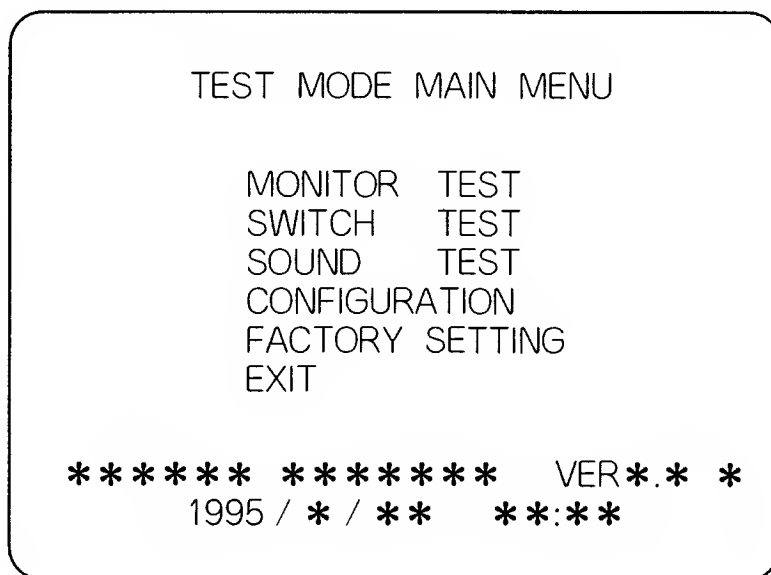 TEST MODE MAIN MENU
MONITOR TEST
SWITCH TEST
SOUND TEST
CONFIGURATION
FACTORY SETTING
EXIT
****** ******* VER*.* *
1995 / * / ** **:**